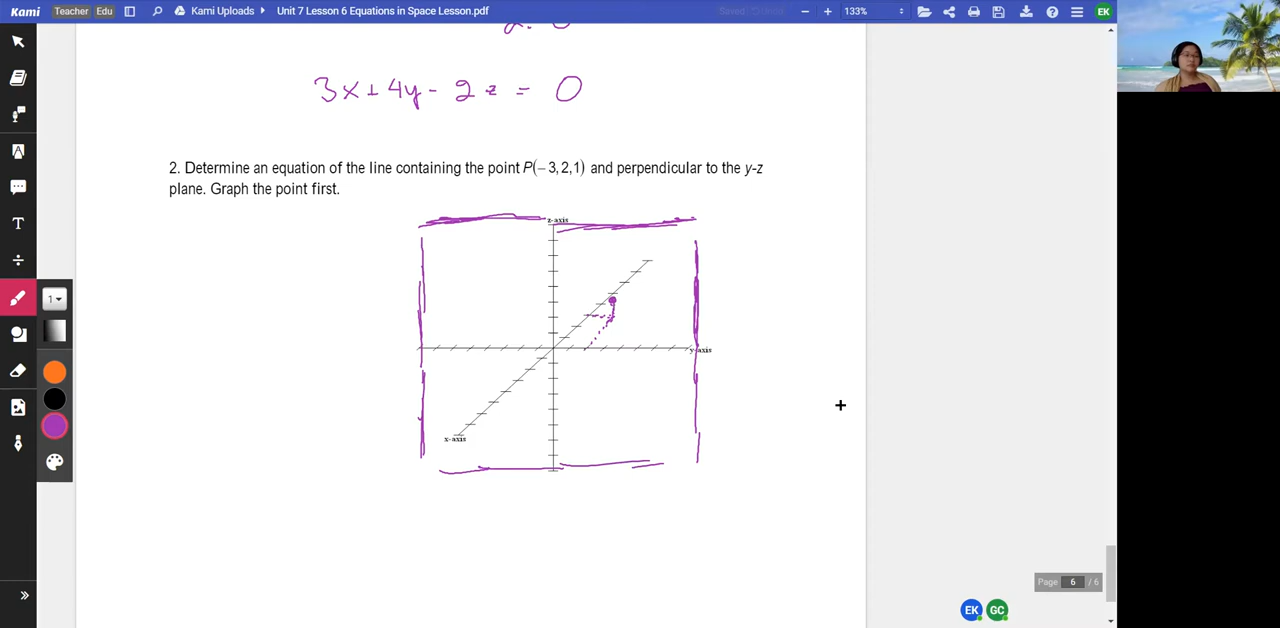 Kami Teacher Edu Kami Uploads Unit 7 Lesson 6 Equations in Space Lesson.pdf 133% EK
3x + 4y - 2z = 0
2. Determine an equation of the line containing the point P(−3, 2, 1) and perpendicular to the y-z
plane. Graph the point first.
z-axis
y-axis
x-axis
1
Page 6 / 6
EK GC